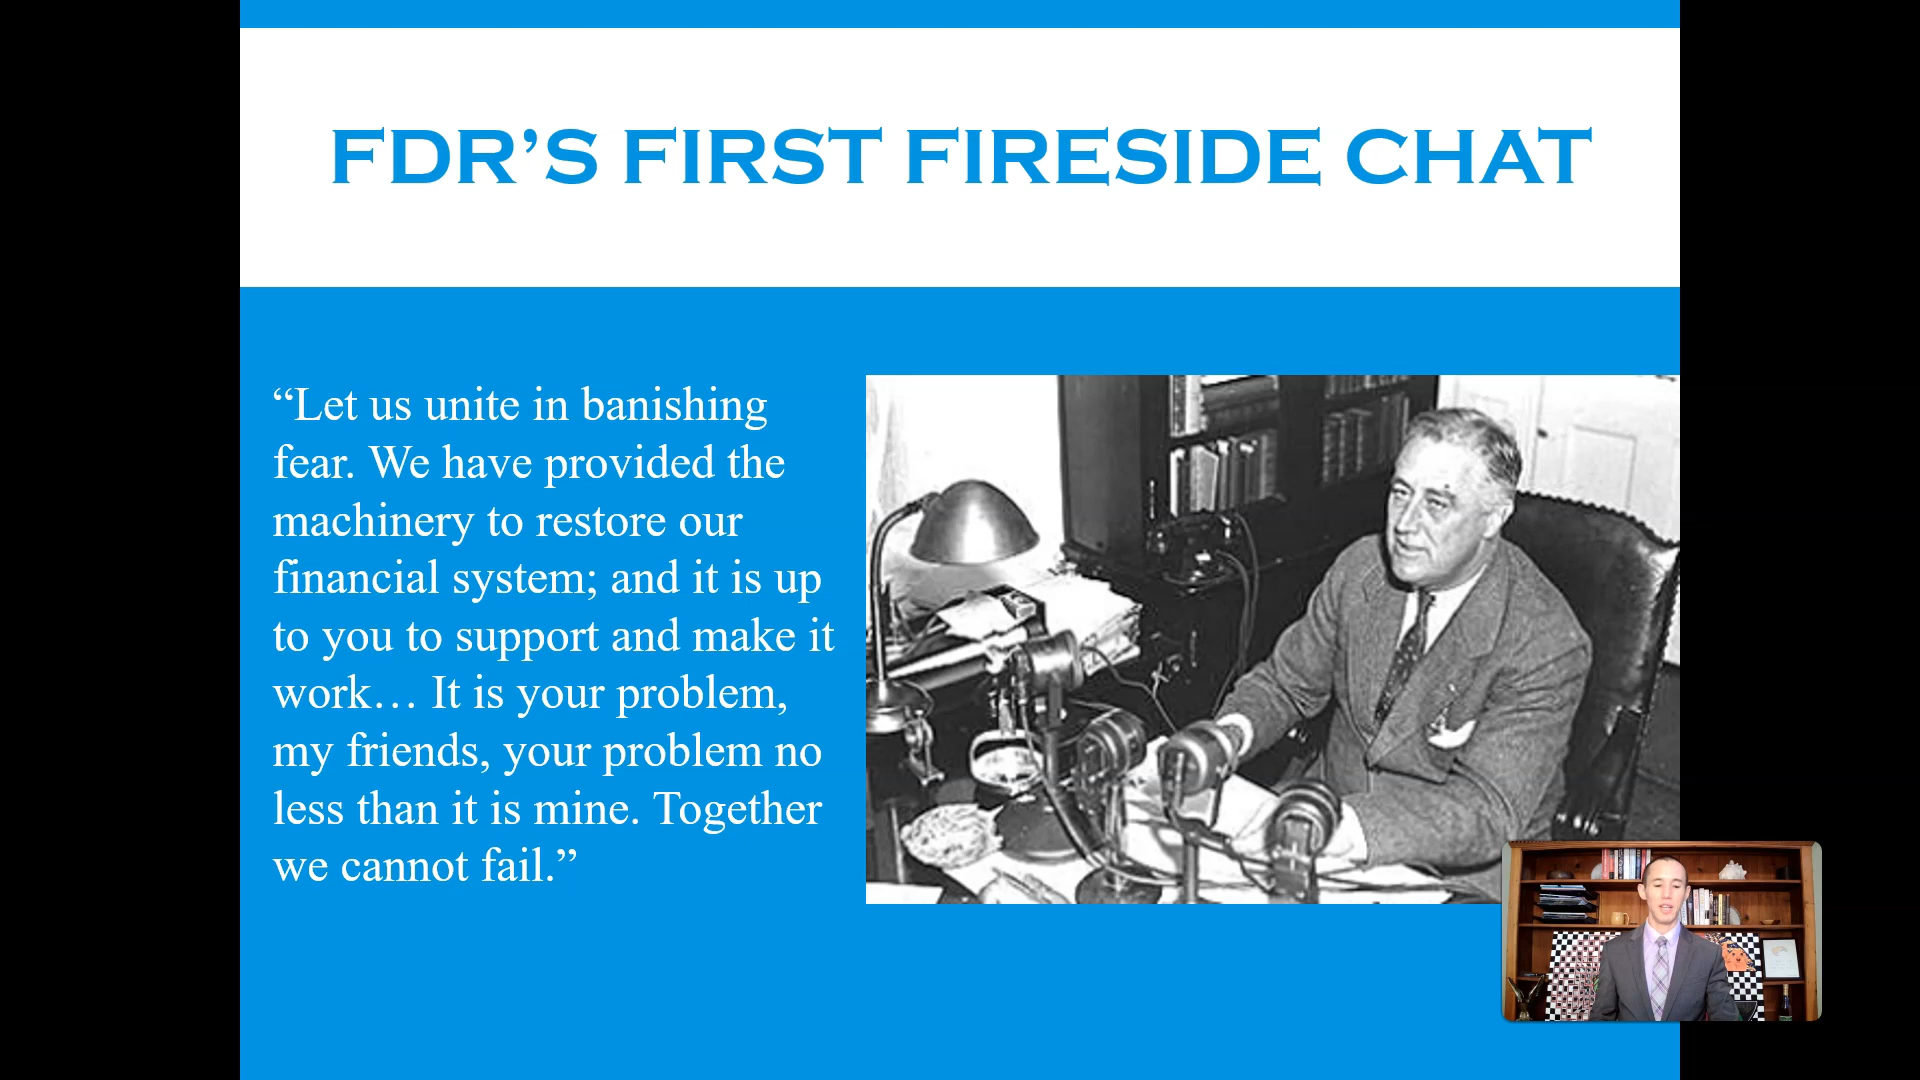 FDR’S FIRST FIRESIDE CHAT
“Let us unite in banishing
fear. We have provided the
machinery to restore our
financial system; and it is up
to you to support and make it
work… It is your problem,
my friends, your problem no
less than it is mine. Together
we cannot fail.”